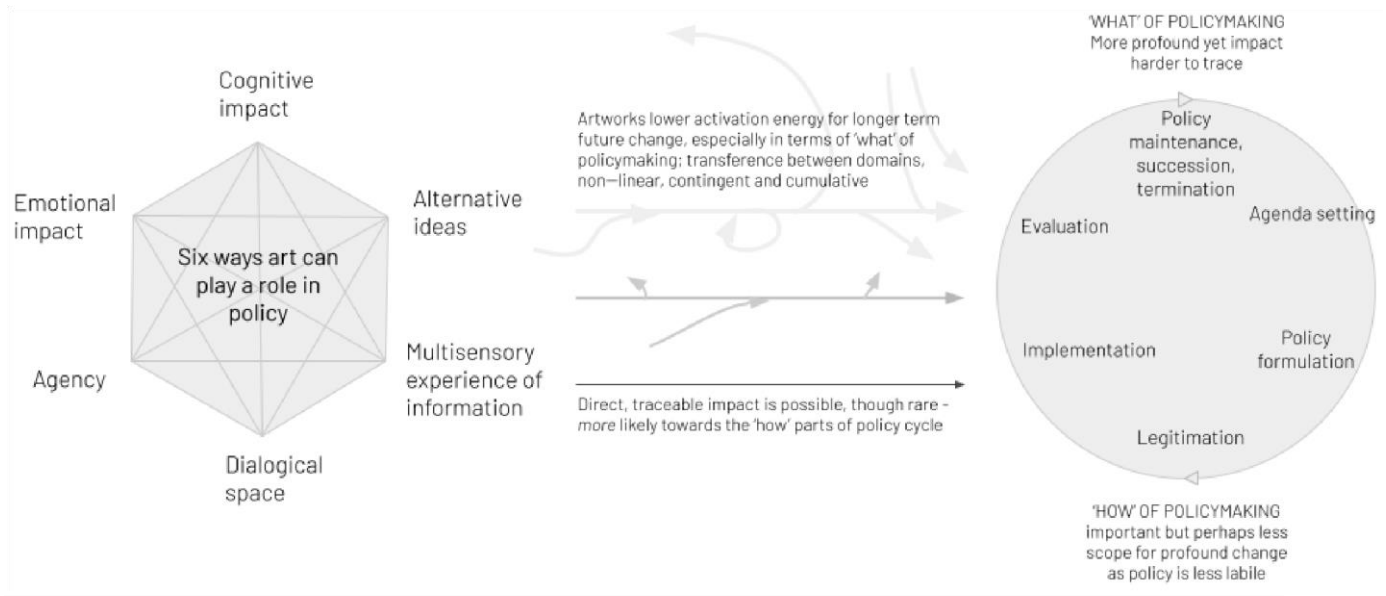 Cognitive
impact
Emotional
impact
Alternative
ideas
Six ways art can
play a role in
policy
Agency
Multisensory
experience of
information
Dialogical
space
Artworks lower activation energy for longer term
future change, especially in terms of 'what' of
policymaking; transference between domains,
non—linear, contingent and cumulative
Direct, traceable impact is possible, though rare -
more likely towards the 'how' parts of policy cycle
'WHAT' OF POLICYMAKING
More profound yet impact
harder to trace
Policy
maintenance,
succession,
termination
Agenda setting
Evaluation
Implementation
Policy
formulation
Legitimation
'HOW' OF POLICYMAKING
important but perhaps less
scope for profound change
as policy is less labile